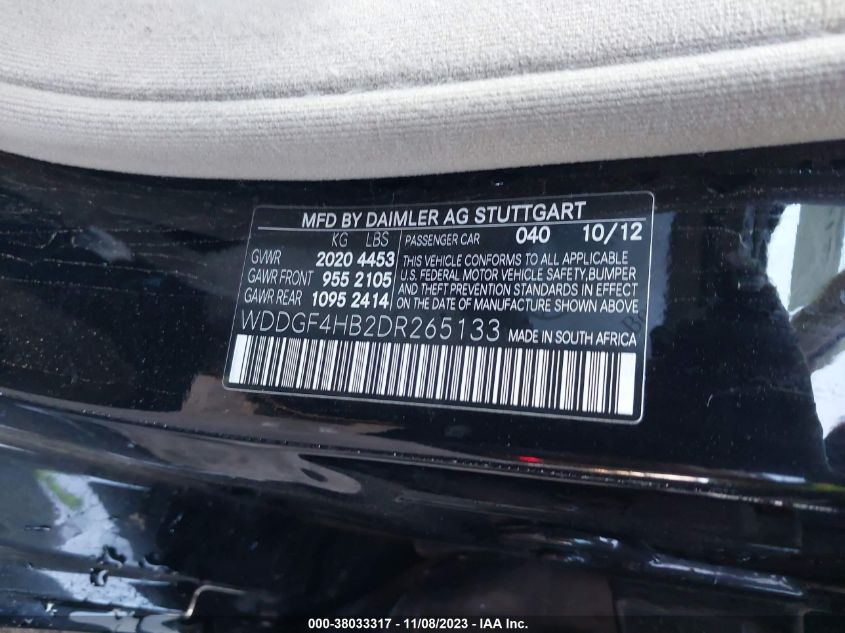 MFD BY DAIMLER AG STUTTGART
KG LBS
GVWR 2020 4453
GAWR FRONT 955 2105
GAWR REAR 1095 2414
PASSENGER CAR 040 10/12
THIS VEHICLE CONFORMS TO ALL APPLICABLE
U.S. FEDERAL MOTOR VEHICLE SAFETY,BUMPER
AND THEFT PREVENTION STANDARDS IN EFFECT
ON THE DATE OF MANUFACTURE SHOWN ABOVE
WDDGF4HB2DR265133 MADE IN SOUTH AFRICA
000-38033317 - 11/08/2023 - IAA Inc.